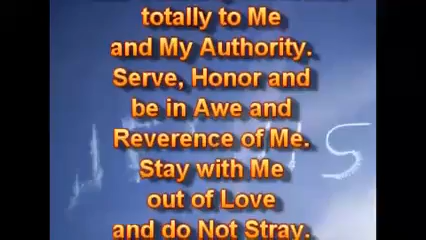 totally to Me
and My Authority.
Serve, Honor and
be in Awe and
Reverence of Me.
Stay with Me
out of Love
and do Not Stray.